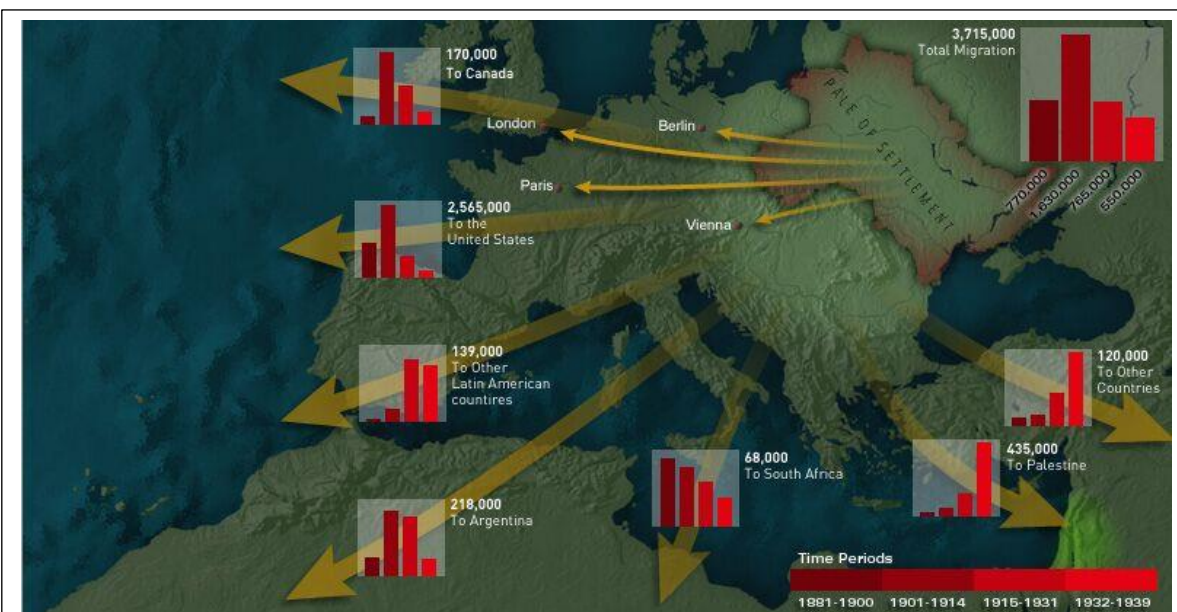 3,715,000
Total Migration
770,000
1,630,000
765,000
550,000
170,000
To Canada
London
Berlin
PALE OF SETTLEMENT
Paris
Vienna
2,565,000
To the
United States
139,000
To Other
Latin American
countires
120,000
To Other
Countries
68,000
To South Africa
435,000
To Palestine
218,000
To Argentina
Time Periods
1881-1900 1901-1914 1915-1931 1932-1939